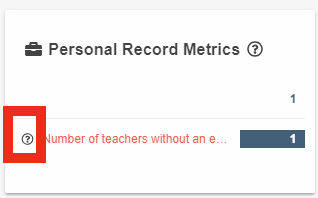 Personal Record Metrics ?
1
? Number of teachers without an e... 1